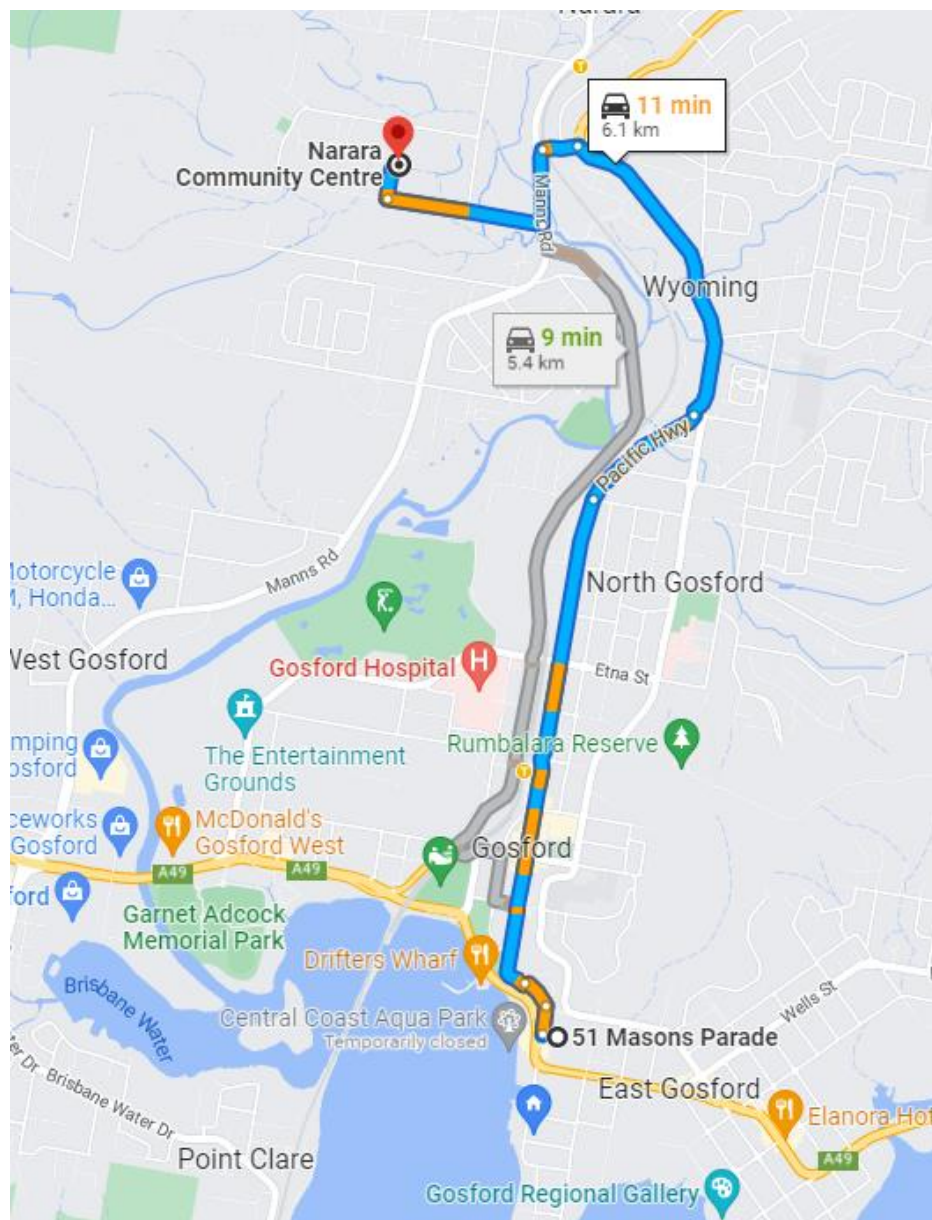 Narara
11 min
6.1 km
Narara
Community Centre
Manns Rd
Wyoming
9 min
5.4 km
Pacific Hwy
Manns Rd
North Gosford
West Gosford
Gosford Hospital
Etna St
Rumbalara Reserve
The Entertainment
Grounds
McDonald's
Gosford West
Gosford
A49
A49
Garnet Adcock
Memorial Park
Drifters Wharf
Brisbane
Water
Central Coast Aqua Park
Temporarily closed
51 Masons Parade
Wells St
East Gosford
Brisbane Water Dr
Point Clare
A49
Gosford Regional Gallery
otorcycle
, Honda...
mping
osford
ceworks
Gosford
ford
er Dr
Elanora Hot
T
T
H